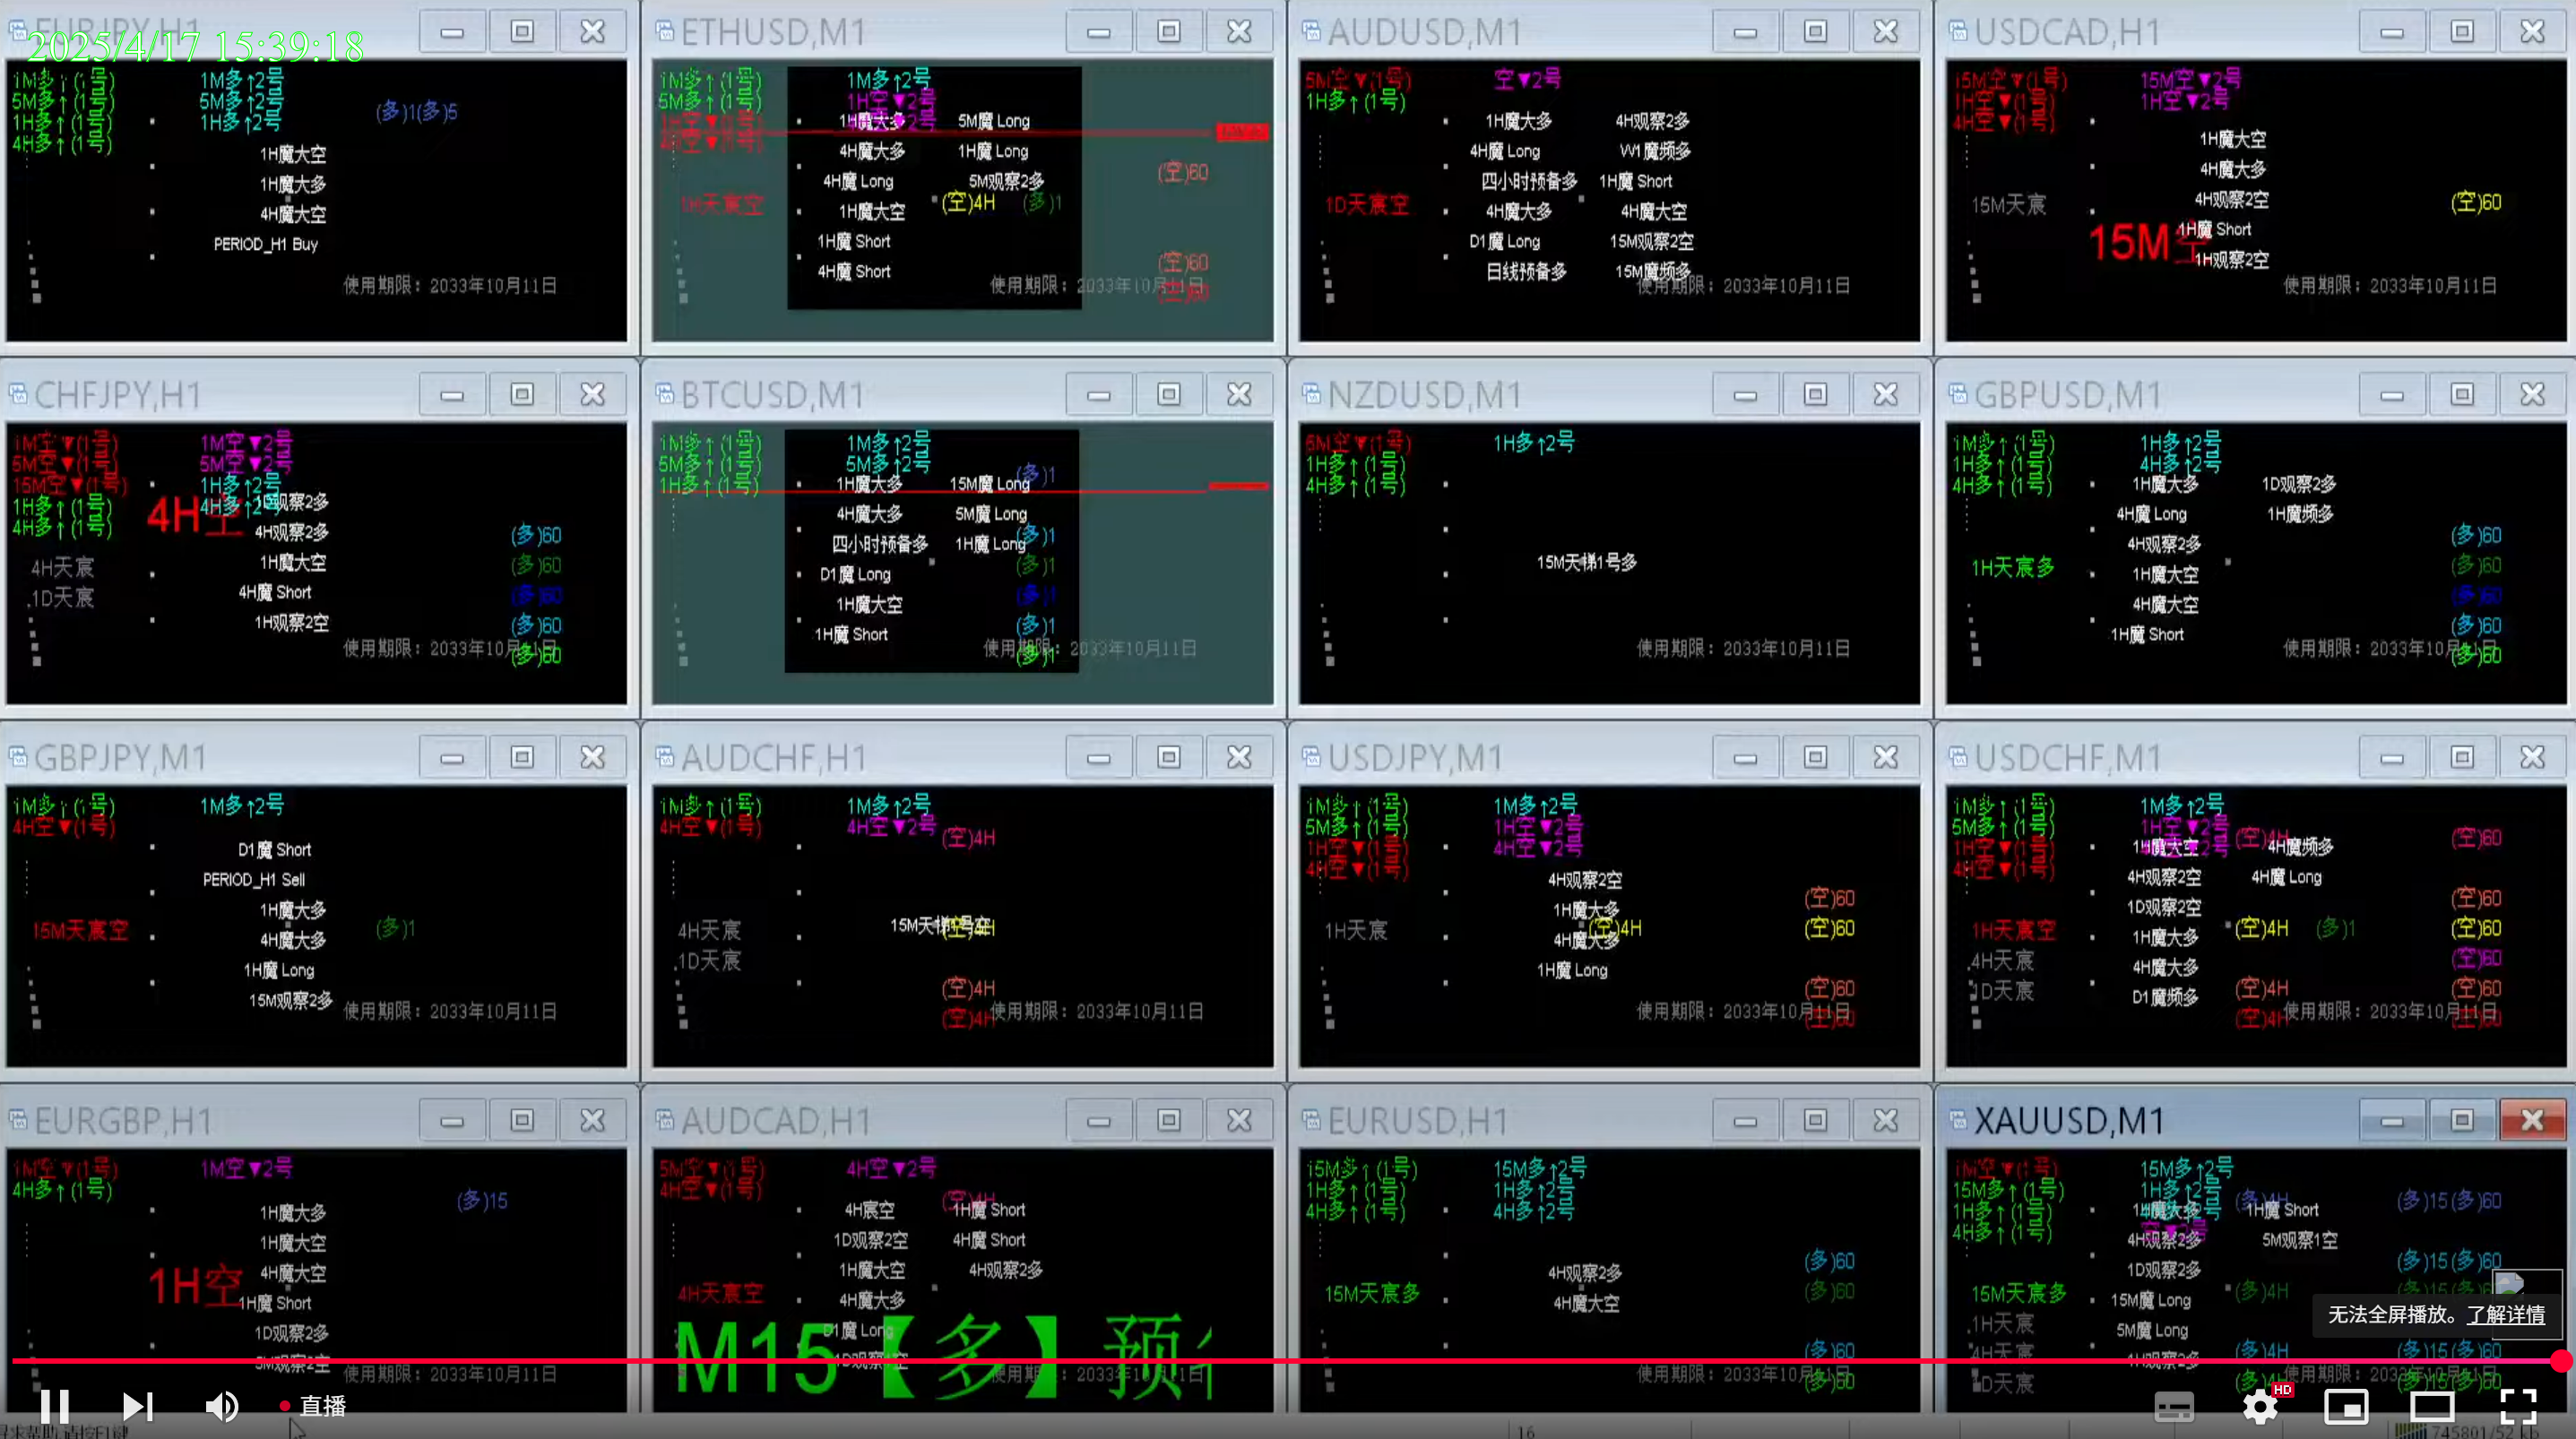 EURJPY,H1
2025/4/17 15:39:18
1M多↑(1号) 1M多↑2号
5M多↑(1号) 5M多↑2号 (多)1(多)5
1H多↑(1号) 1H多↑2号
4H多↑(1号)
1H魔大空
1H魔大多
4H魔大空
PERIOD_H1 Buy
使用期限：2033年10月11日
ETHUSD,M1
1M多↑(1号) 1M多↑2号
5M多↑(1号) 1H空▼2号
1H空▼(1号)
4H空▼(1号)
1H魔大多 5M魔 Long
4H魔大多 1H魔 Long
(空)60
4H魔 Long 5M观察2多
1H天宸空 1H魔大空 (空)4H (多)1
1H魔 Short
(空)60
4H魔 Short
使用期限：2033年10月11日
(空)60
AUDUSD,M1
5M空▼(1号) 空▼2号
1H多↑(1号)
1H魔大多 4H观察2多
4H魔 Long W1魔频多
四小时预备多 1H魔 Short
1D天宸空 4H魔大多 4H魔大空
D1魔 Long 15M观察2空
日线预备多 15M魔频多
使用期限：2033年10月11日
USDCAD,H1
15M空▼(1号) 15M空▼2号
1H空▼(1号) 1H空▼2号
4H空▼(1号)
1H魔大空
4H魔大多
15M天宸 4H观察2空 (空)60
15M空 1H魔 Short
1H观察2空
使用期限：2033年10月11日
CHFJPY,H1
1M空▼(1号) 1M空▼2号
5M空▼(1号) 5M空▼2号
15M空▼(1号) 1H多↑2号
1H多↑(1号) 4H多↑2号
4H多↑(1号)
4H空
4H观察2多 (多)60
4H天宸 1H魔大空 (多)60
1D天宸 4H魔 Short (多)60
1H观察2空 (多)60
使用期限：2033年10月11日
(多)60
BTCUSD,M1
1M多↑(1号) 1M多↑2号
5M多↑(1号) 5M多↑2号
1H多↑(1号)
(多)1
1H魔大多 15M魔 Long
4H魔大多 5M魔 Long
四小时预备多 1H魔 Long (多)1
D1魔 Long (多)1
1H魔大空 (多)1
1H魔 Short (多)1
使用期限：2033年10月11日
(多)1
NZDUSD,M1
5M空▼(1号) 1H多↑2号
1H多↑(1号)
4H多↑(1号)
15M天梯1号多
使用期限：2033年10月11日
GBPUSD,M1
1M多↑(1号) 1H多↑2号
1H多↑(1号) 4H多↑2号
4H多↑(1号)
1H魔大多 1D观察2多
4H魔 Long 1H魔频多
4H观察2多 (多)60
1H天宸多 1H魔大空 (多)60
4H魔大空 (多)60
1H魔 Short (多)60
使用期限：2033年10月11日
(多)60
GBPJPY,M1
1M多↑(1号) 1M多↑2号
4H空▼(1号)
D1魔 Short
PERIOD_H1 Sell
1H魔大多
15M天宸空 4H魔大多 (多)1
1H魔 Long
15M观察2多
使用期限：2033年10月11日
AUDCHF,H1
1M多↑(1号) 1M多↑2号
4H空▼(1号) 4H空▼2号 (空)4H
4H天宸
1D天宸
(空)4H
(空)4H
使用期限：2033年10月11日
USDJPY,M1
1M多↑(1号) 1M多↑2号
5M多↑(1号) 1H空▼2号
1H空▼(1号) 4H空▼2号
4H空▼(1号)
4H观察2空
1H魔大多 (空)60
1H天宸 4H魔大多 (空)4H (空)60
1H魔 Long (空)60
使用期限：2033年10月11日
(空)60
USDCHF,M1
1M多↑(1号) 1M多↑2号
5M多↑(1号) 1H空▼2号 (空)4H (空)60
1H空▼(1号) 4H空▼2号
4H空▼(1号)
1H魔大空 4H魔频多
4H观察2空 4H魔 Long
1D观察2空 (空)60
1H天宸空 1H魔大多 (空)4H (多)1 (空)60
4H天宸 4H魔大多 (空)60
1D天宸 D1魔频多 (空)4H (空)60
使用期限：2033年10月11日
(空)4H (空)60
EURGBP,H1
1M空▼(1号) 1M空▼2号
4H多↑(1号)
(多)15
1H魔大多
1H魔大空
1H空 4H魔大空
1H魔 Short
1D观察2多
5M观察2空
使用期限：2033年10月11日
AUDCAD,H1
5M空▼(1号) 4H空▼2号
4H空▼(1号) (空)4H
4H宸空 1H魔 Short
1D观察2空 4H魔 Short
1H魔大空 4H观察2多
4H天宸空 4H魔大多
D1魔 Long
M15【多】预
EURUSD,H1
15M多↑(1号) 15M多↑2号
1H多↑(1号) 1H多↑2号
4H多↑(1号) 4H多↑2号
4H观察2多 (多)60
15M天宸多 4H魔大空 (多)60
(多)60
使用期限：2033年10月11日
(多)60
XAUUSD,M1
1M空▼(1号) 15M多↑2号
15M多↑(1号) 1H多↑2号 (多)4H (多)15(多)60
1H多↑(1号) 4H多↑2号
4H多↑(1号) 空▼2号
1H魔 Short
4H观察2多 5M观察1空
1D观察2多 (多)15(多)60
15M天宸多 15M魔 Long (多)4H
1H天宸 5M魔 Long
4H天宸 (多)4H (多)15(多)60
1D天宸
使用期限：2033年10月11日
无法全屏播放。了解详情
直播
HD
16
745801/52 kb